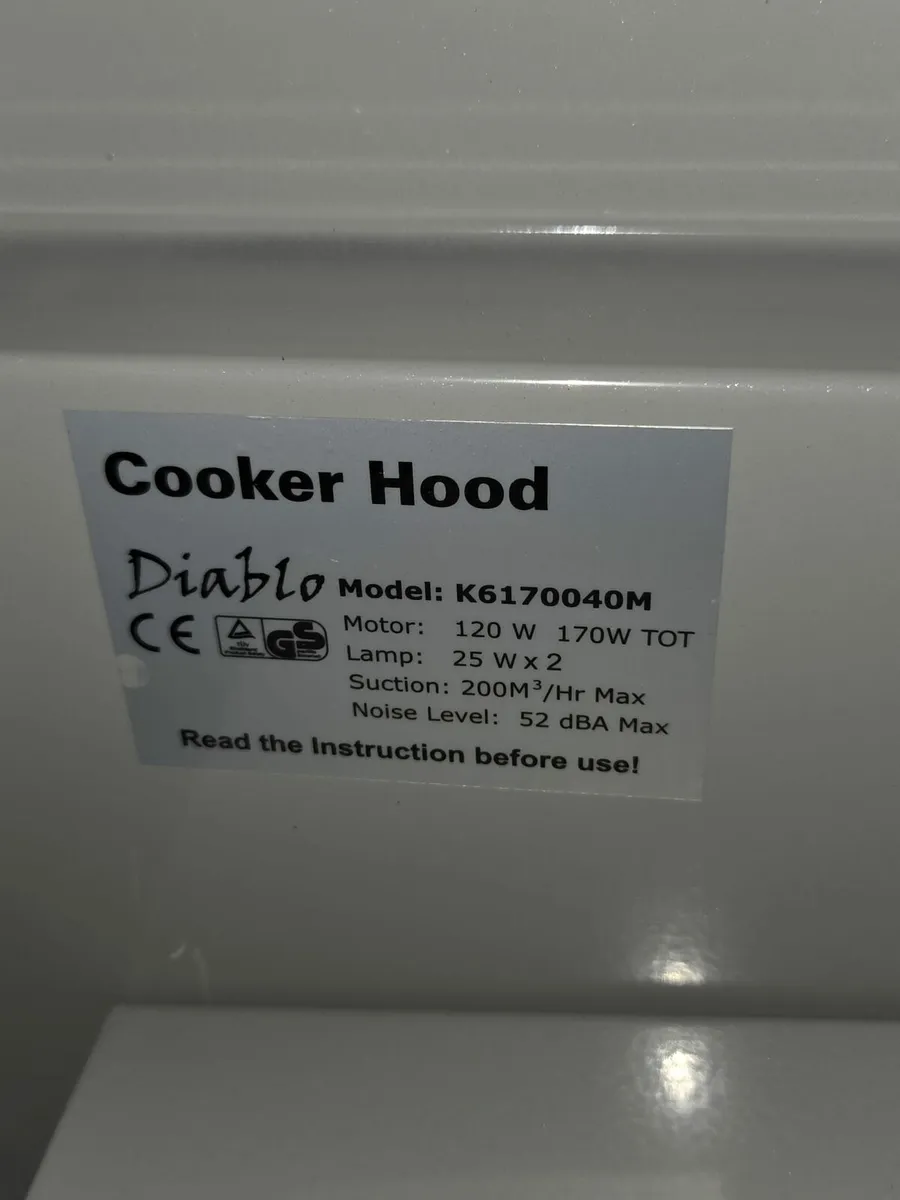 Cooker Hood
Diablo Model: K6170040M
CE GS Motor: 120 W 170W TOT
Lamp: 25 W x 2
Suction: 200M³/Hr Max
Noise Level: 52 dBA Max
Read the Instruction before use!